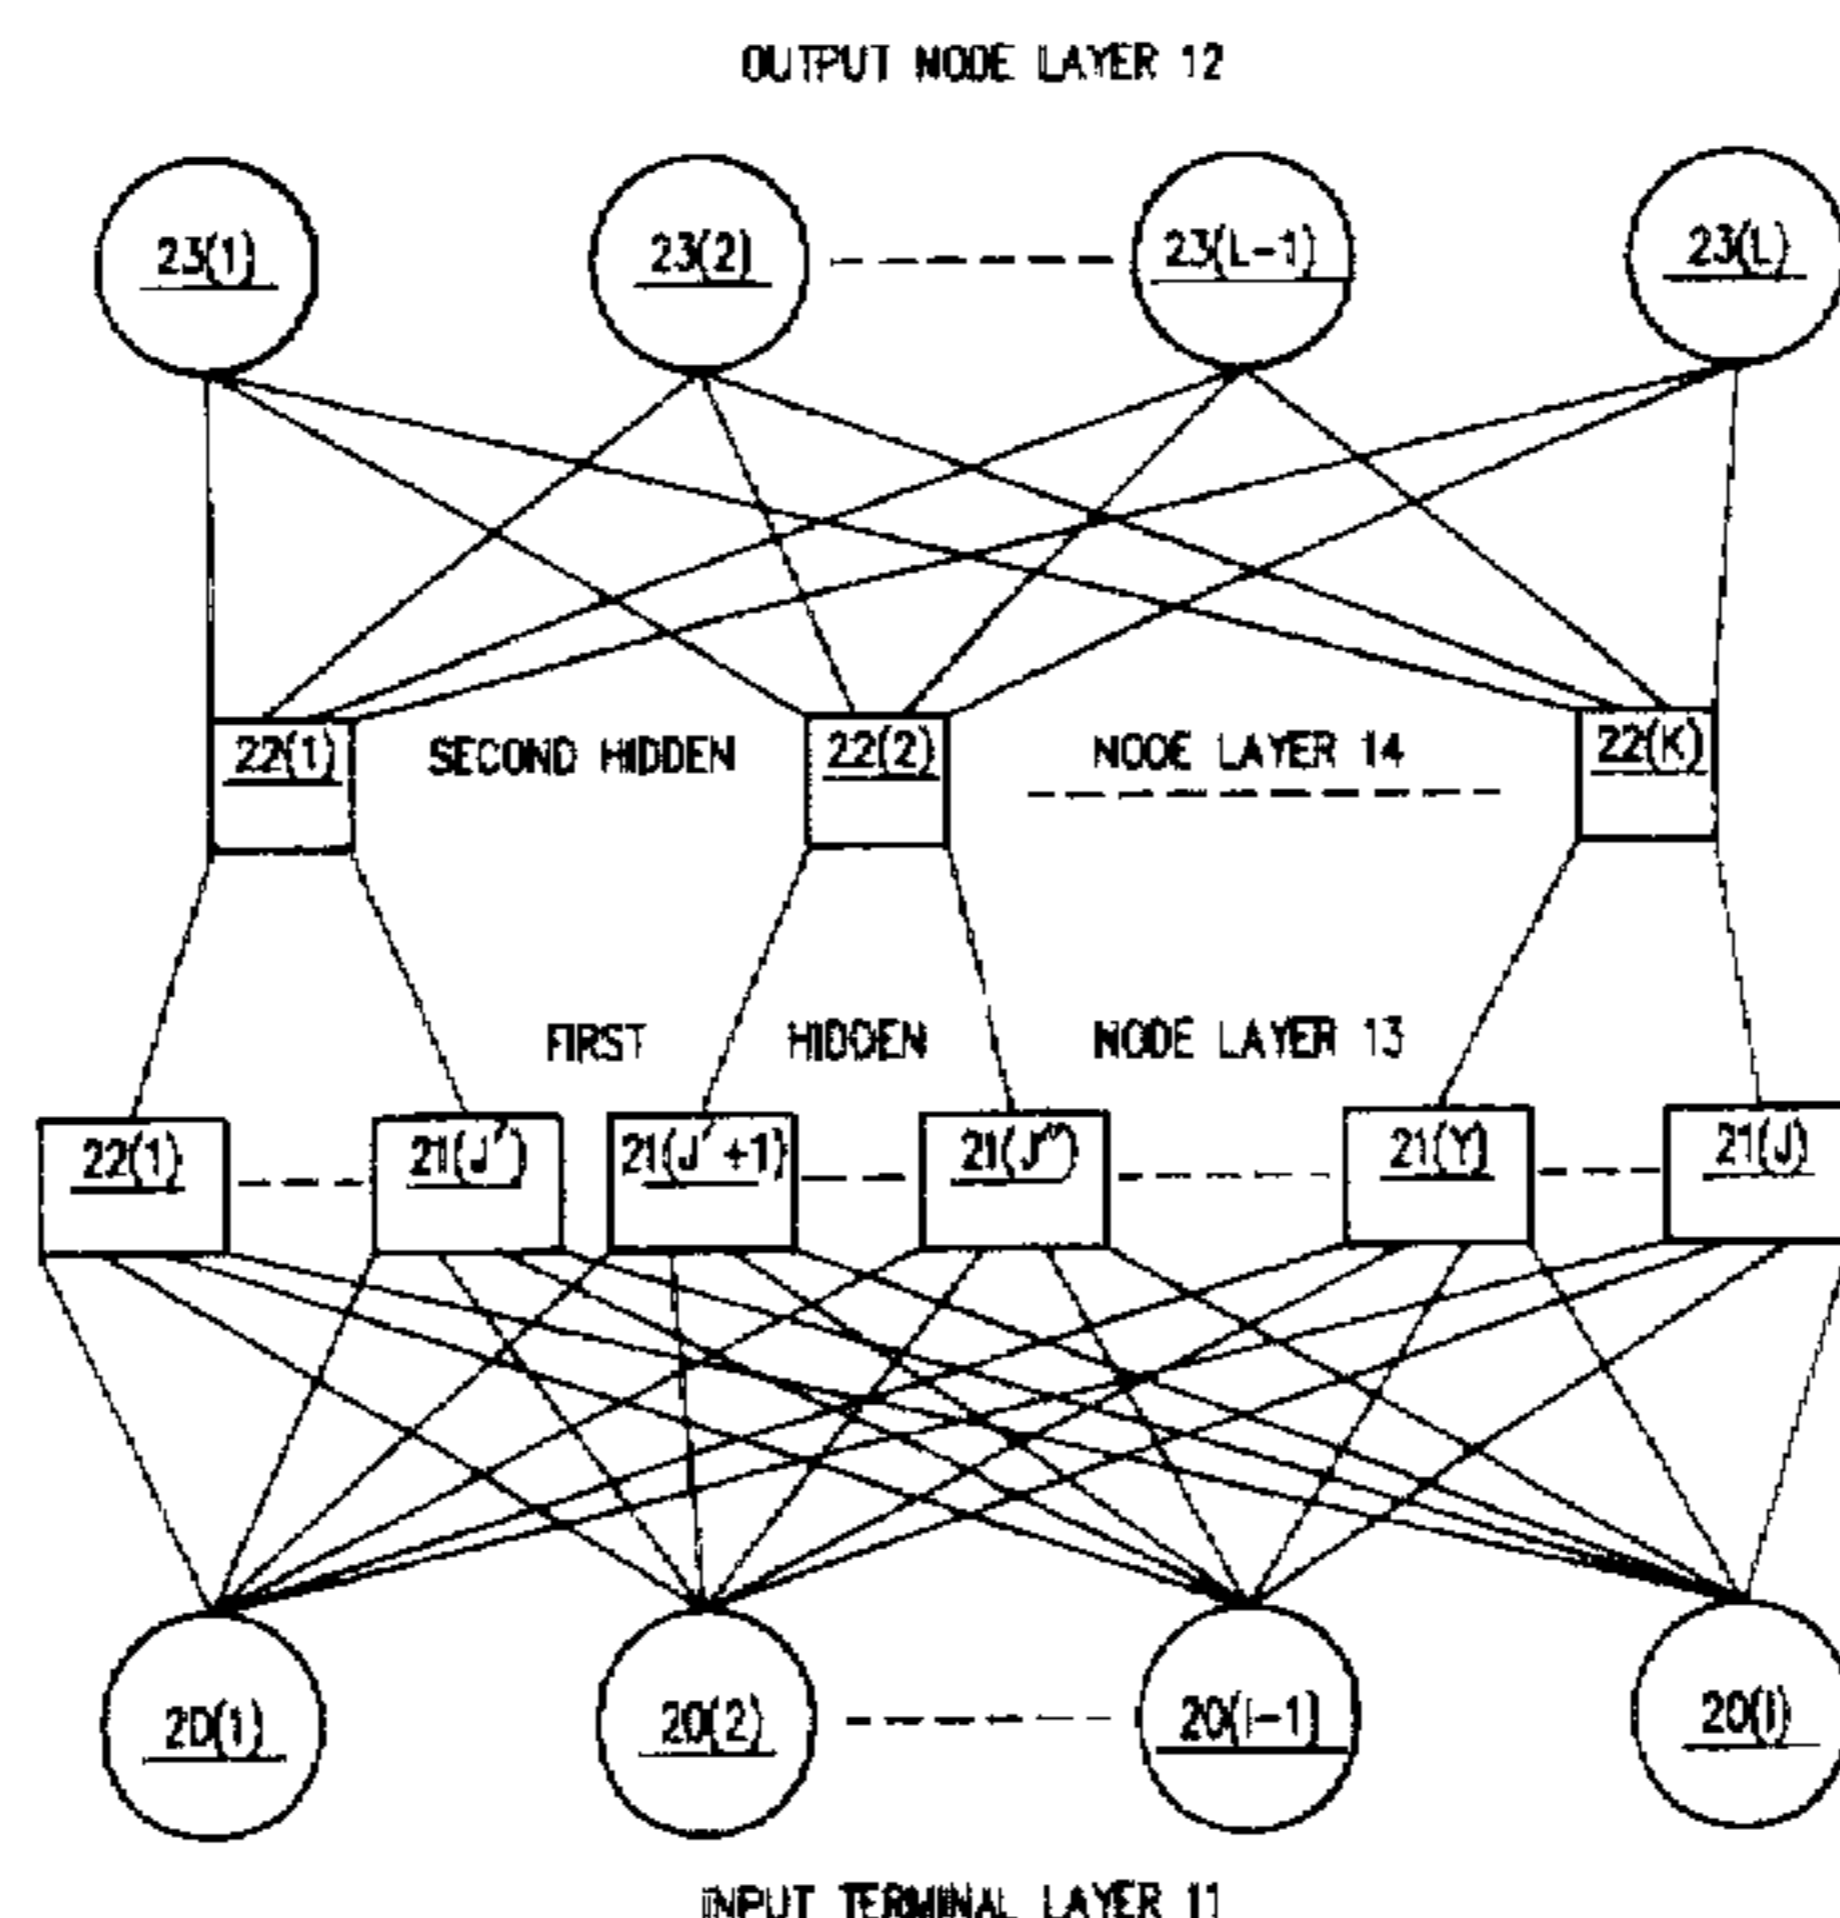 OUTPUT NODE LAYER 12
23(1) 23(2) 23(L-1) 23(L)
22(1) SECOND HIDDEN 22(2) NODE LAYER 14 22(K)
FIRST HIDDEN NODE LAYER 13
22(1) 21(J') 21(J'+1) 21(J") 21(Y) 21(J)
20(1) 20(2) 20(I-1) 20(I)
INPUT TERMINAL LAYER 11